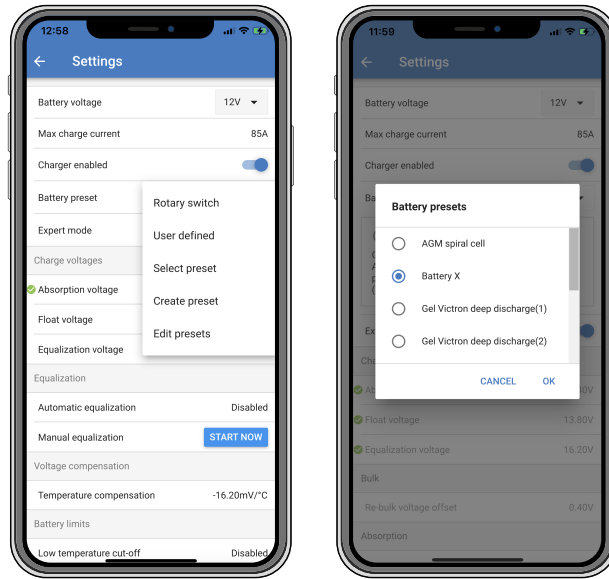 12:58
Settings
Battery voltage 12V
Max charge current 85A
Charger enabled
Battery preset
Expert mode
Rotary switch
User defined
Select preset
Create preset
Edit presets
Charge voltages
Absorption voltage
Float voltage
Equalization voltage
Equalization
Automatic equalization Disabled
Manual equalization START NOW
Voltage compensation
Temperature compensation -16.20mV/°C
Battery limits
Low temperature cut-off Disabled
11:59
Settings
Battery voltage 12V
Max charge current 85A
Charger enabled
Ba
Battery presets
AGM spiral cell
Battery X
Gel Victron deep discharge(1)
Gel Victron deep discharge(2)
CANCEL OK
Ex
Float voltage 13.80V
Equalization voltage 16.20V
Bulk
Re-bulk voltage offset 0.40V
Absorption